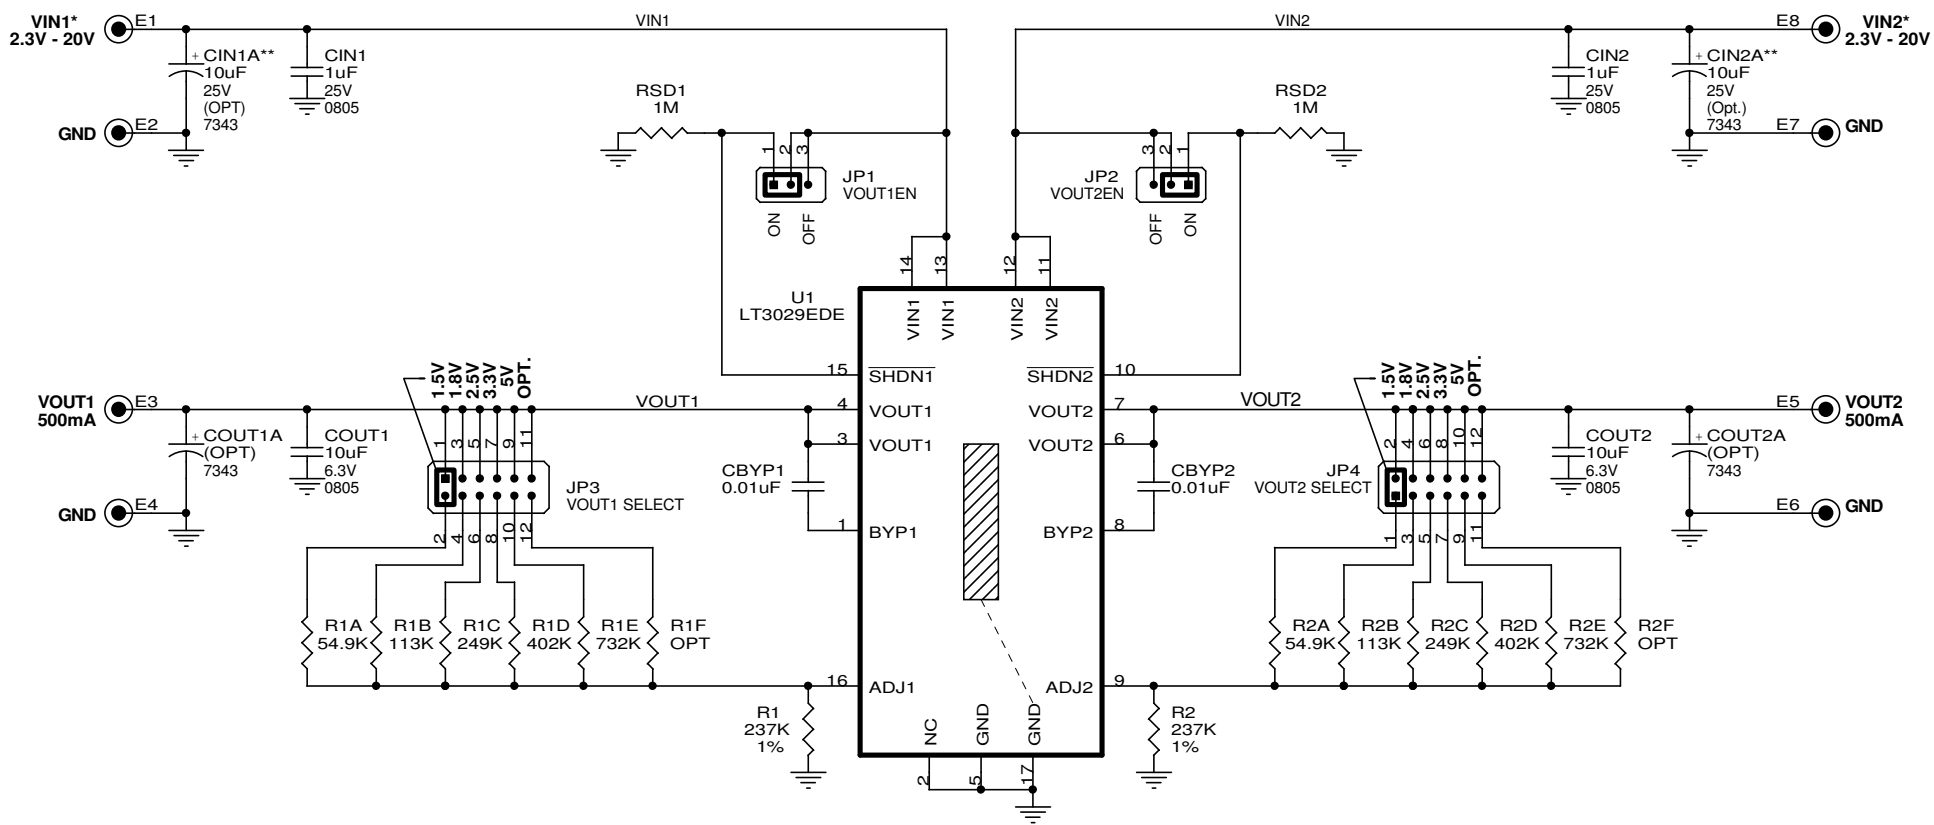 VIN1*
2.3V - 20V
E1
VIN1
VIN2
E8
VIN2*
2.3V - 20V
+
CIN1A**
10uF
25V
(OPT)
7343
CIN1
1uF
25V
0805
CIN2
1uF
25V
0805
+
CIN2A**
10uF
25V
(Opt.)
7343
GND
E2
E7
GND
RSD1
1M
RSD2
1M
1
2
3
JP1
VOUT1EN
ON
OFF
3
2
1
JP2
VOUT2EN
OFF
ON
14
13
12
11
U1
LT3029EDE
VIN1
VIN1
VIN2
VIN2
15
SHDN1
SHDN2
10
VOUT1
500mA
E3
VOUT1
4
VOUT1
VOUT2
7
VOUT2
E5
VOUT2
500mA
3
VOUT1
VOUT2
6
1.5V
1.8V
2.5V
3.3V
5V
OPT.
1
3
5
7
9
11
1.5V
1.8V
2.5V
3.3V
5V
OPT.
2
4
6
8
10
12
+
COUT1A
(OPT)
7343
COUT1
10uF
6.3V
0805
COUT2
10uF
6.3V
0805
+
COUT2A
(OPT)
7343
JP3
VOUT1 SELECT
CBYP1
0.01uF
CBYP2
0.01uF
JP4
VOUT2 SELECT
GND
E4
E6
GND
1
BYP1
BYP2
8
2
4
6
8
10
12
1
3
5
7
9
11
R1A
54.9K
R1B
113K
R1C
249K
R1D
402K
R1E
732K
R1F
OPT
R2A
54.9K
R2B
113K
R2C
249K
R2D
402K
R2E
732K
R2F
OPT
16
ADJ1
ADJ2
9
R1
237K
1%
NC
GND
GND
R2
237K
1%
2
5
17